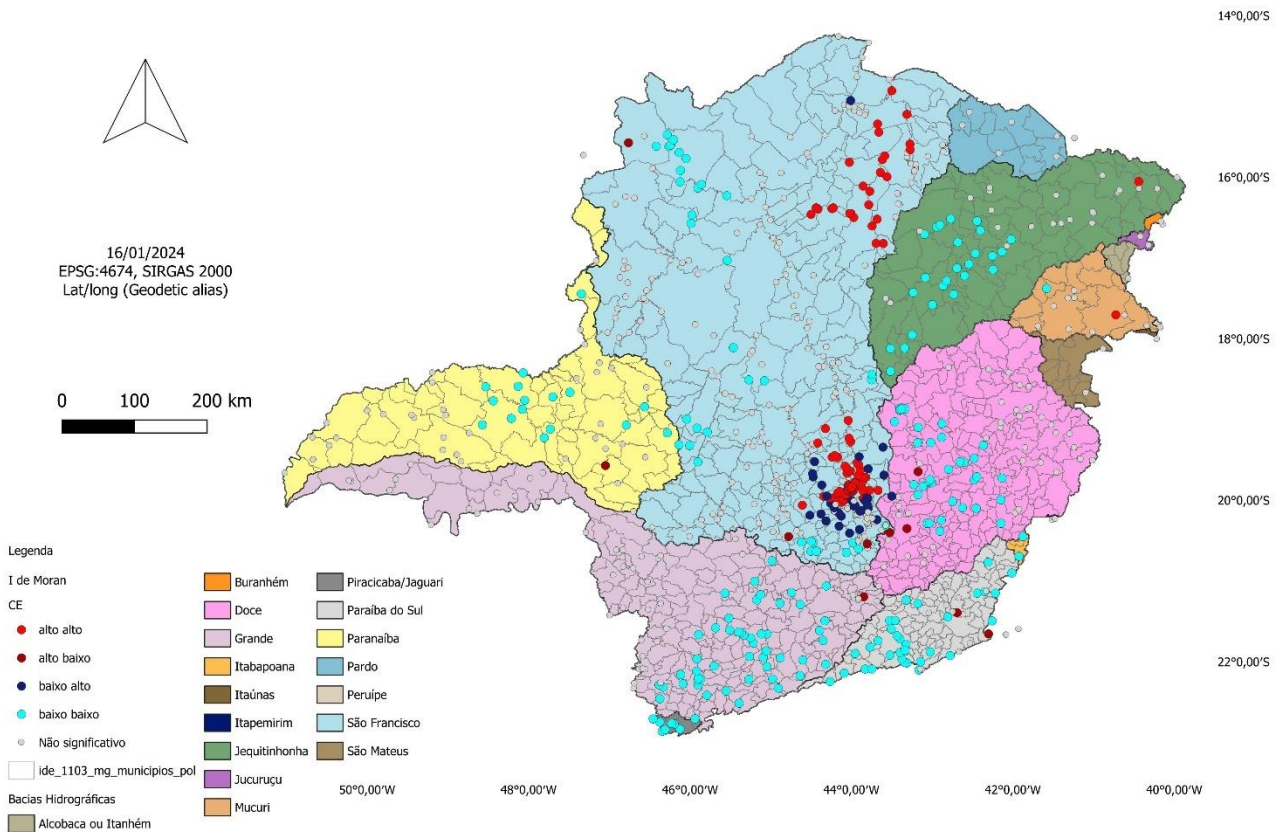 14°0,00'S
16°0,00'S
16/01/2024
EPSG:4674, SIRGAS 2000
Lat/long (Geodetic alias)
18°0,00'S
0 100 200 km
20°0,00'S
22°0,00'S
Legenda
I de Moran
CE
alto alto
alto baixo
baixo alto
baixo baixo
Não significativo
ide_1103_mg_municipios_pol
Bacias Hidrográficas
Alcobaca ou Itanhém
Buranhém
Doce
Grande
Itabapoana
Itaúnas
Itapemirim
Jequitinhonha
Jucuruçu
Mucuri
Piracicaba/Jaguari
Paraíba do Sul
Paranaíba
Pardo
Peruípe
São Francisco
São Mateus
50°0,00'W 48°0,00'W 46°0,00'W 44°0,00'W 42°0,00'W 40°0,00'W